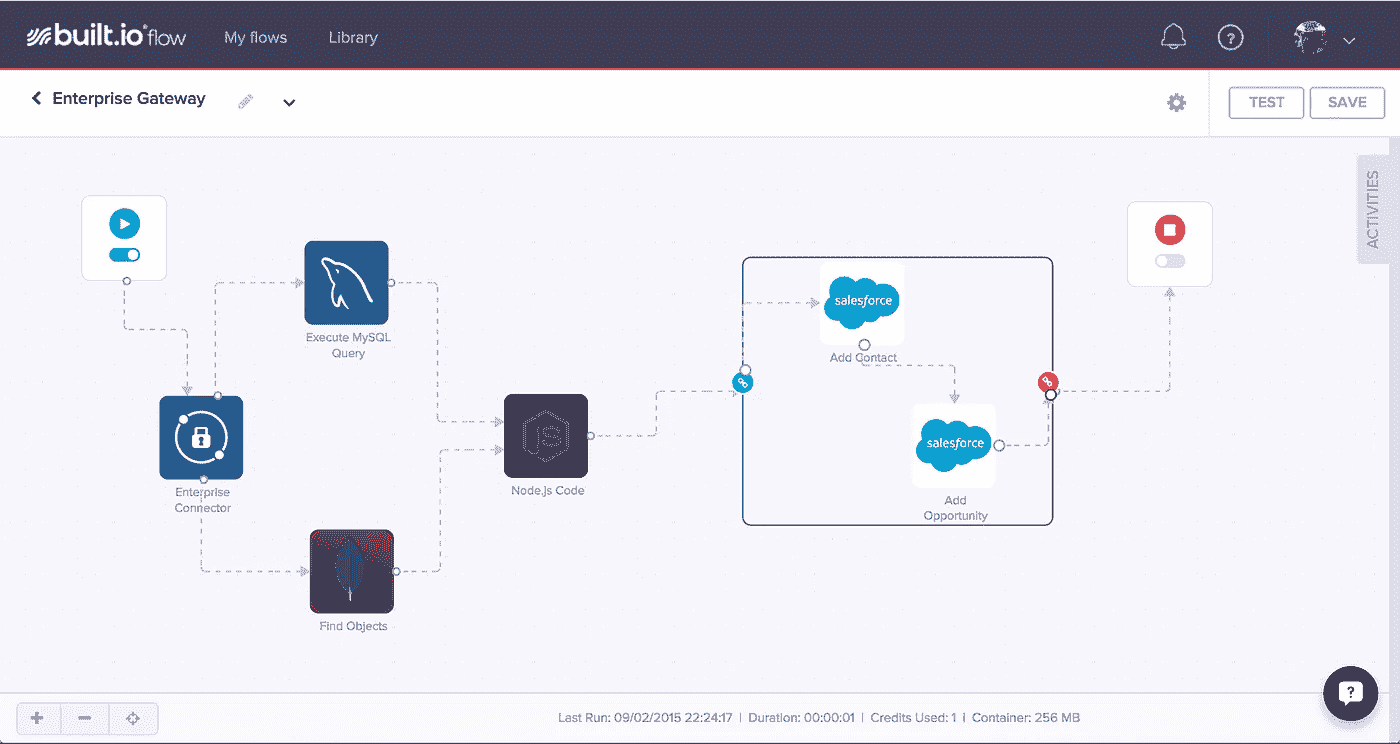 built.io flow
My flows
Library
Enterprise Gateway
TEST
SAVE
ACTIVITIES
Execute MySQL
Query
salesforce
Add Contact
Enterprise
Connector
JS
Node.js Code
salesforce
Add
Opportunity
Find Objects
Last Run: 09/02/2015 22:24:17 | Duration: 00:00:01 | Credits Used: 1 | Container: 256 MB